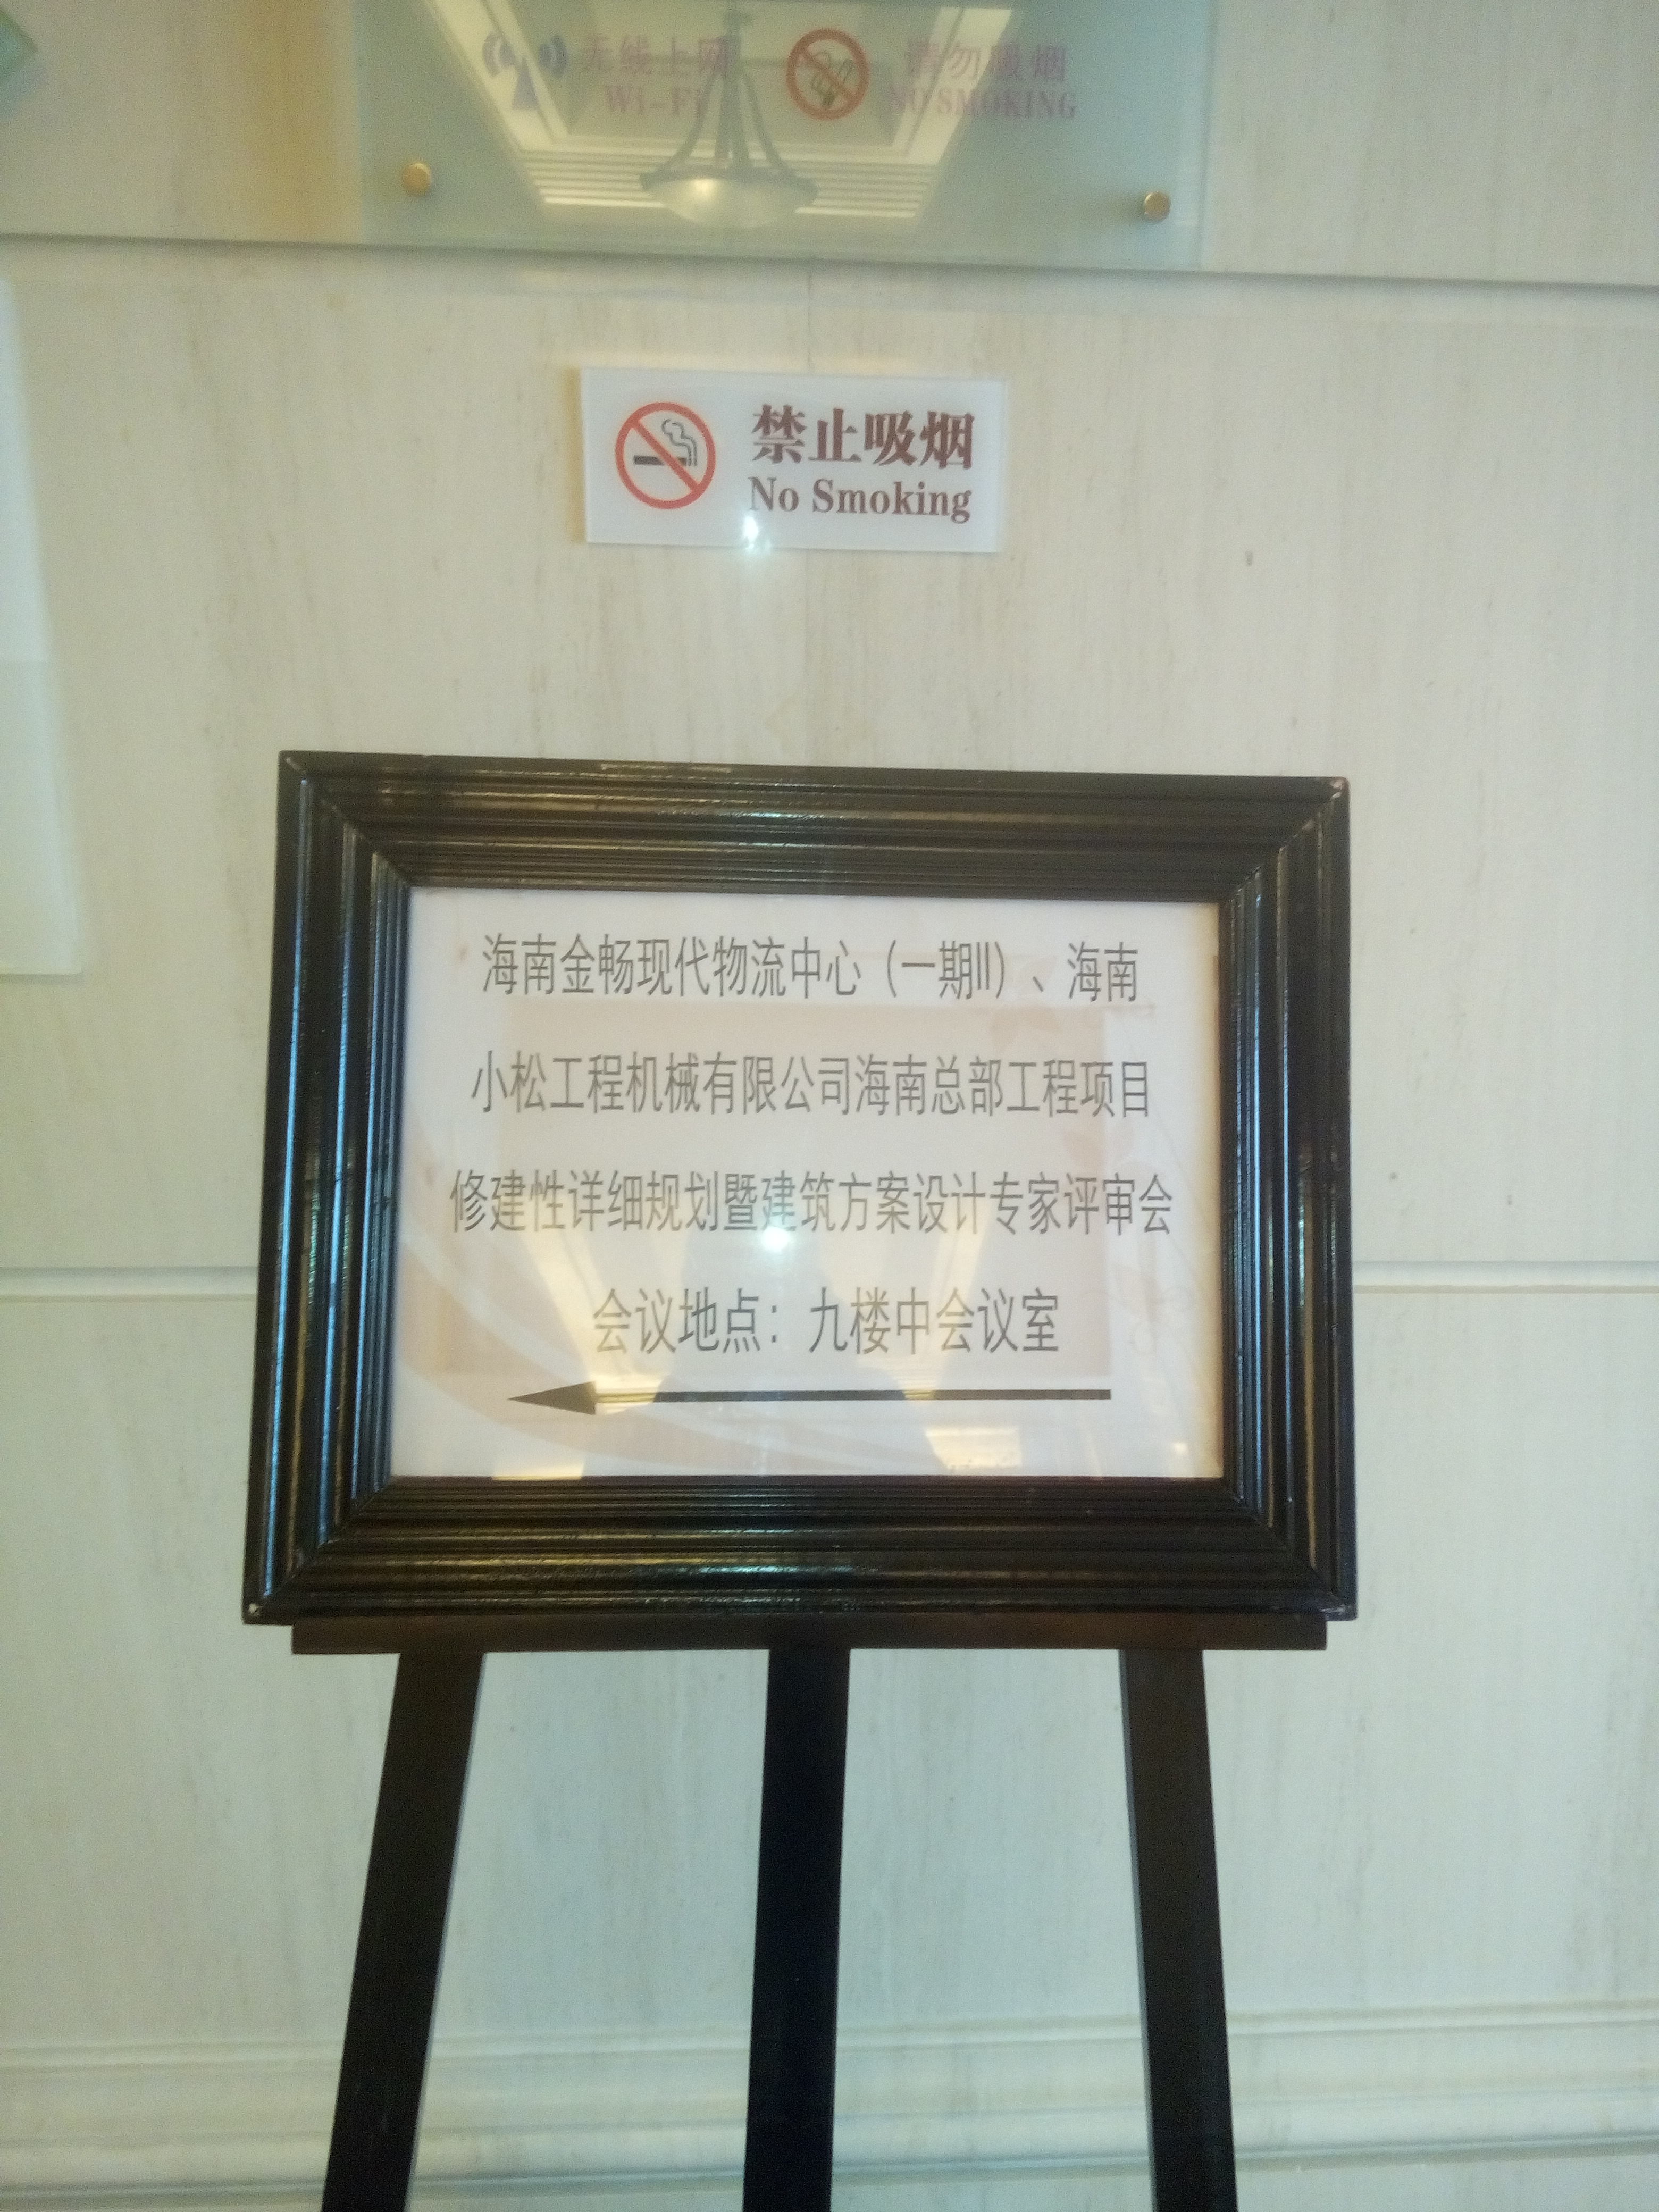 无线上网
Wi-Fi
请勿吸烟
NO SMOKING
禁止吸烟
No Smoking
海南金畅现代物流中心（一期II）、海南
小松工程机械有限公司海南总部工程项目
修建性详细规划暨建筑方案设计专家评审会
会议地点：九楼中会议室